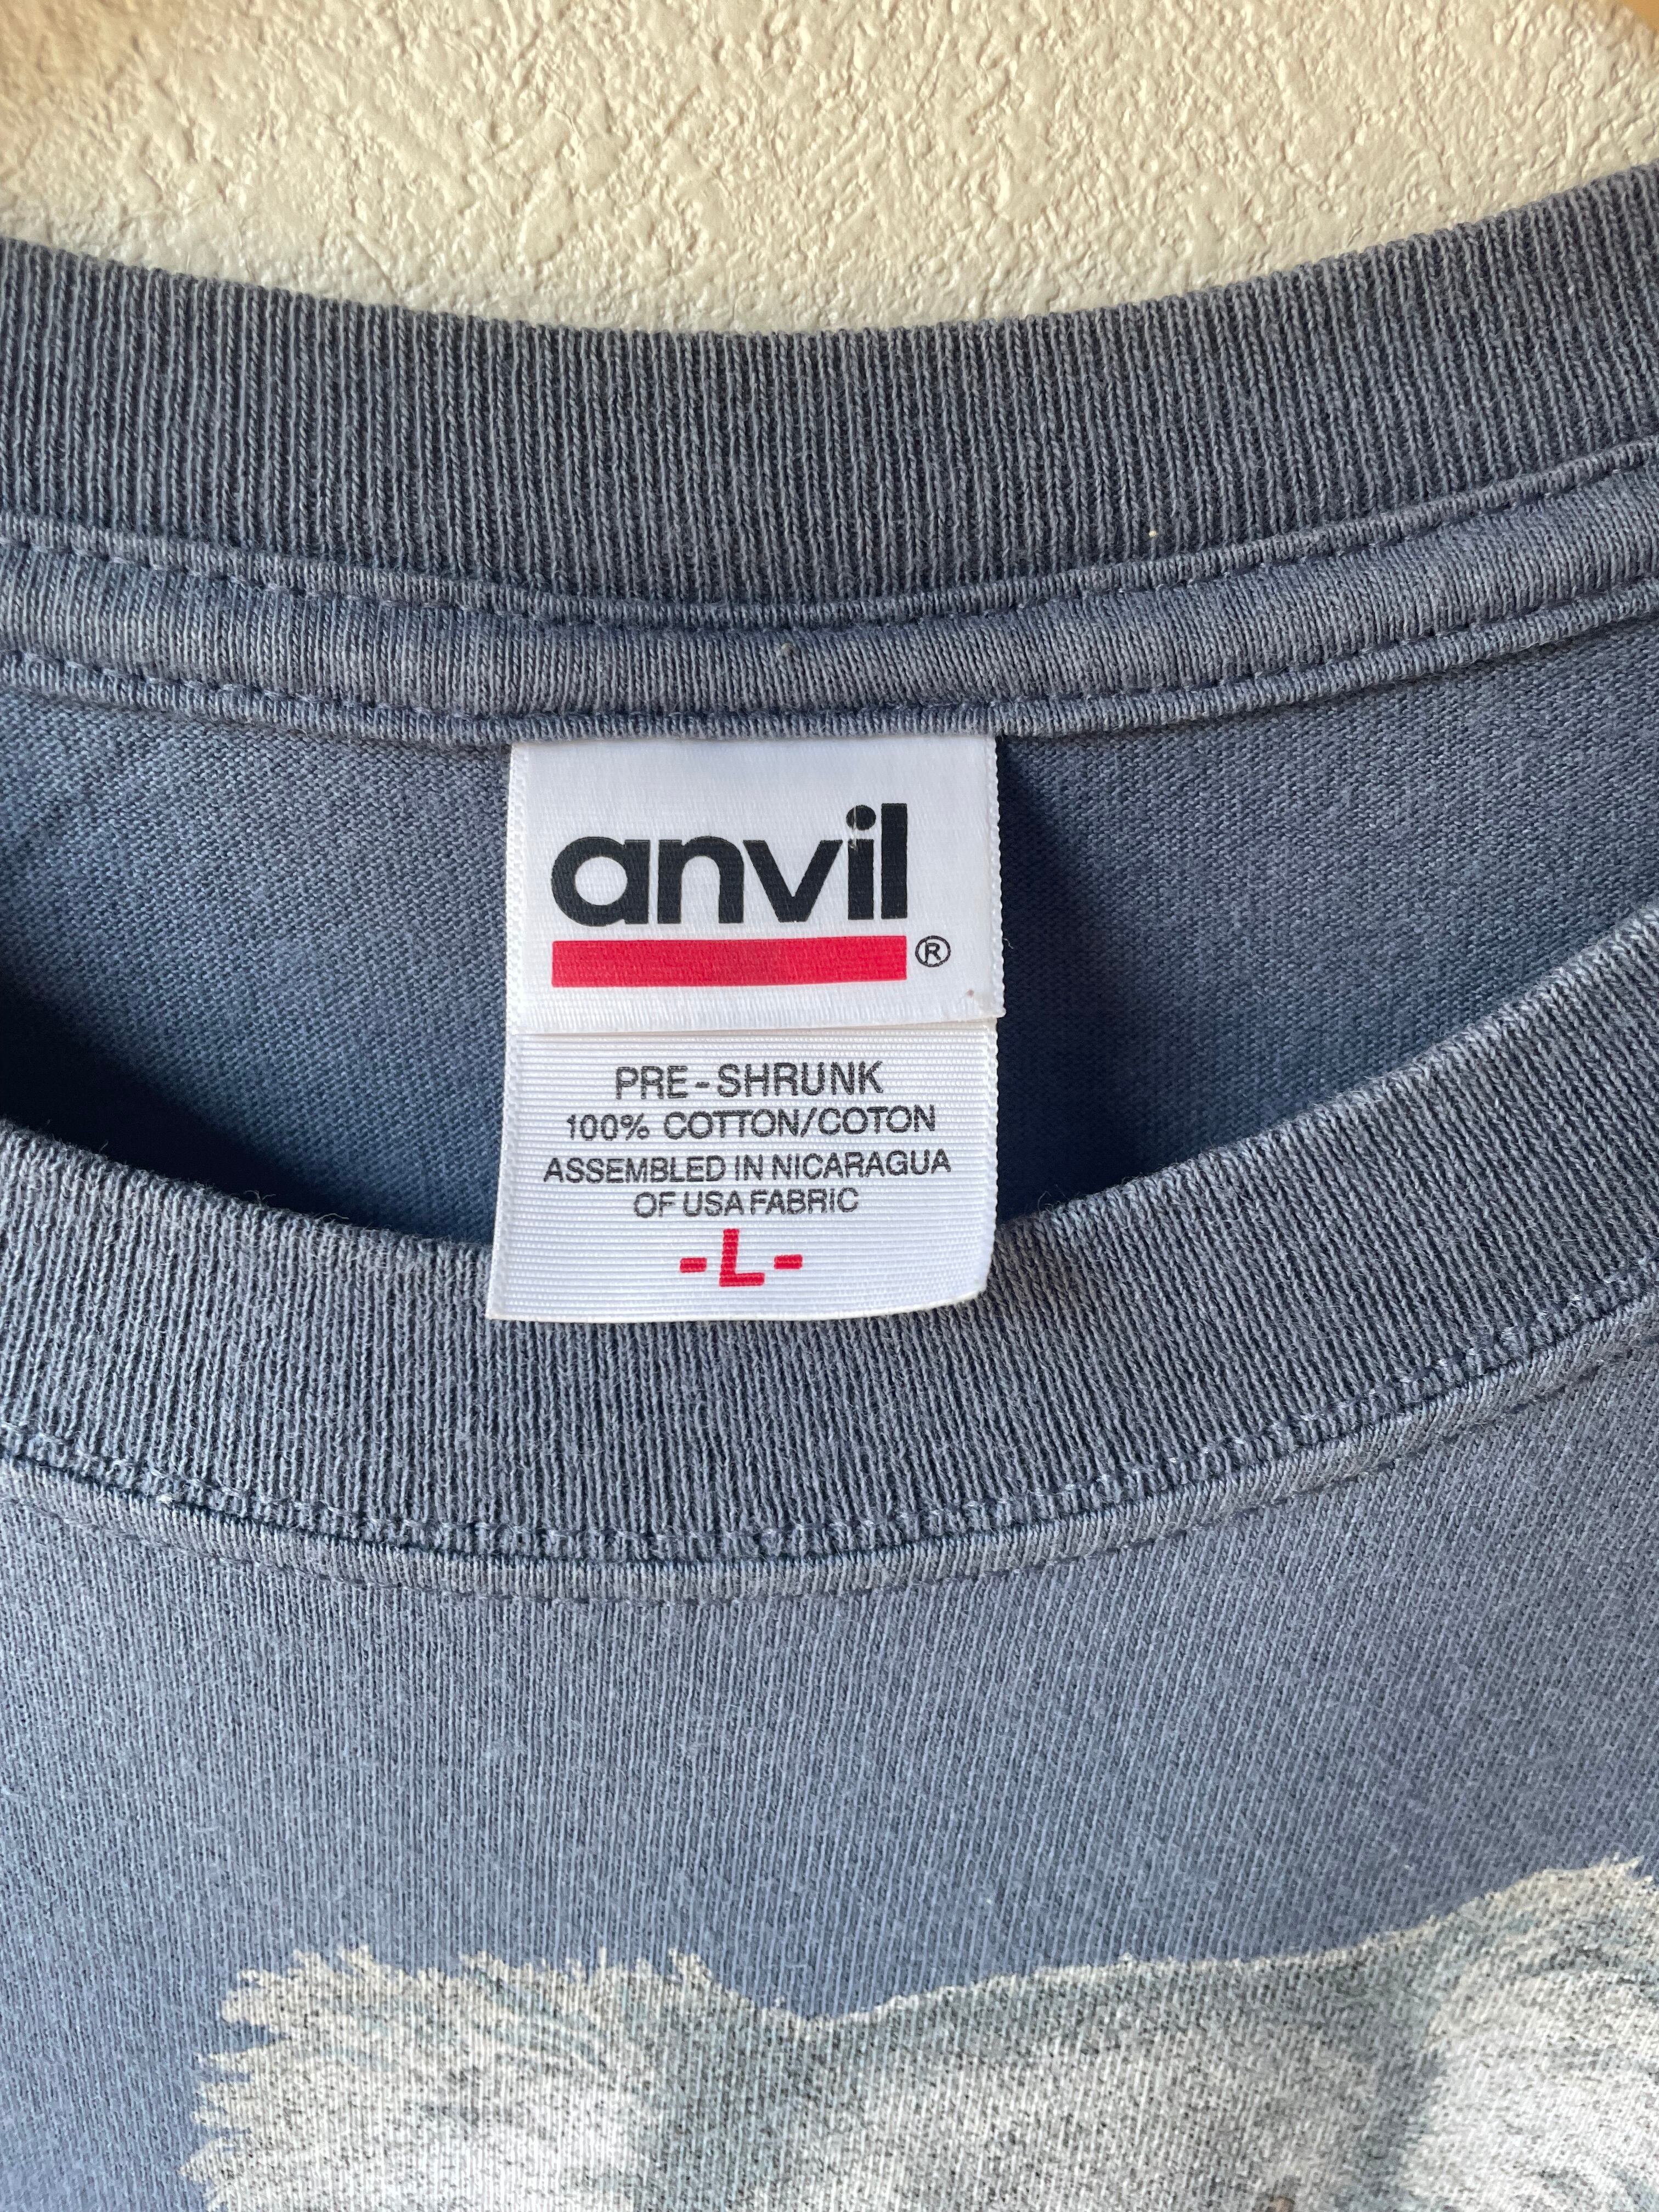 anvil®
PRE-SHRUNK
100% COTTON/COTON
ASSEMBLED IN NICARAGUA
OF USA FABRIC
-L-